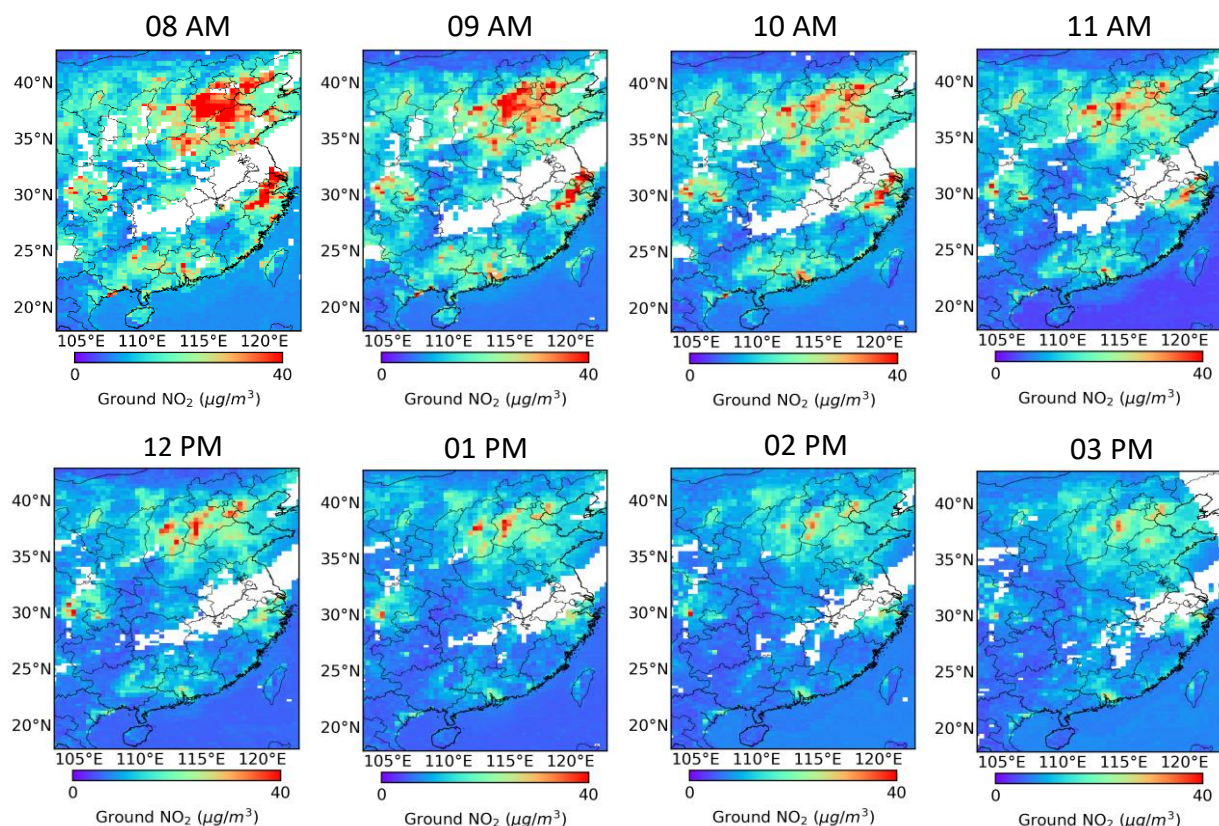 08 AM 09 AM 10 AM 11 AM
40°N 40°N 40°N 40°N
35°N 35°N 35°N 35°N
30°N 30°N 30°N 30°N
25°N 25°N 25°N 25°N
20°N 20°N 20°N 20°N
105°E 110°E 115°E 120°E 105°E 110°E 115°E 120°E 105°E 110°E 115°E 120°E 105°E 110°E 115°E 120°E
0 40 0 40 0 40 0 40
Ground NO₂ (μg/m³) Ground NO₂ (μg/m³) Ground NO₂ (μg/m³) Ground NO₂ (μg/m³)
12 PM 01 PM 02 PM 03 PM
40°N 40°N 40°N 40°N
35°N 35°N 35°N 35°N
30°N 30°N 30°N 30°N
25°N 25°N 25°N 25°N
20°N 20°N 20°N 20°N
105°E 110°E 115°E 120°E 105°E 110°E 115°E 120°E 105°E 110°E 115°E 120°E 105°E 110°E 115°E 120°E
0 40 0 40 0 40 0 40
Ground NO₂ (μg/m³) Ground NO₂ (μg/m³) Ground NO₂ (μg/m³) Ground NO₂ (μg/m³)